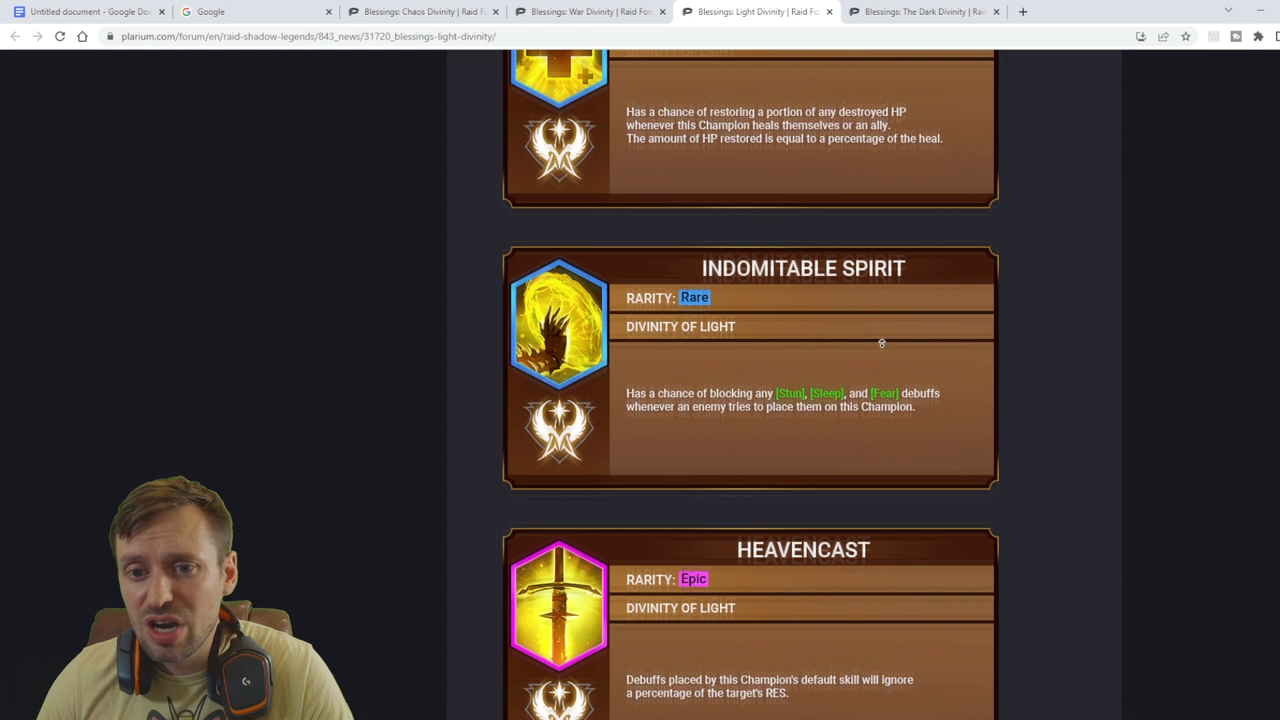 Untitled document - Google Doc
Google
Blessings: Chaos Divinity | Raid F
Blessings: War Divinity | Raid For
Blessings: Light Divinity | Raid Fo
Blessings: The Dark Divinity | Rai
plarium.com/forum/en/raid-shadow-legends/843_news/31720_blessings-light-divinity/
Has a chance of restoring a portion of any destroyed HP
whenever this Champion heals themselves or an ally.
The amount of HP restored is equal to a percentage of the heal.
INDOMITABLE SPIRIT
RARITY: Rare
DIVINITY OF LIGHT
Has a chance of blocking any [Stun], [Sleep], and [Fear] debuffs
whenever an enemy tries to place them on this Champion.
HEAVENCAST
RARITY: Epic
DIVINITY OF LIGHT
Debuffs placed by this Champion's default skill will ignore
a percentage of the target's RES.